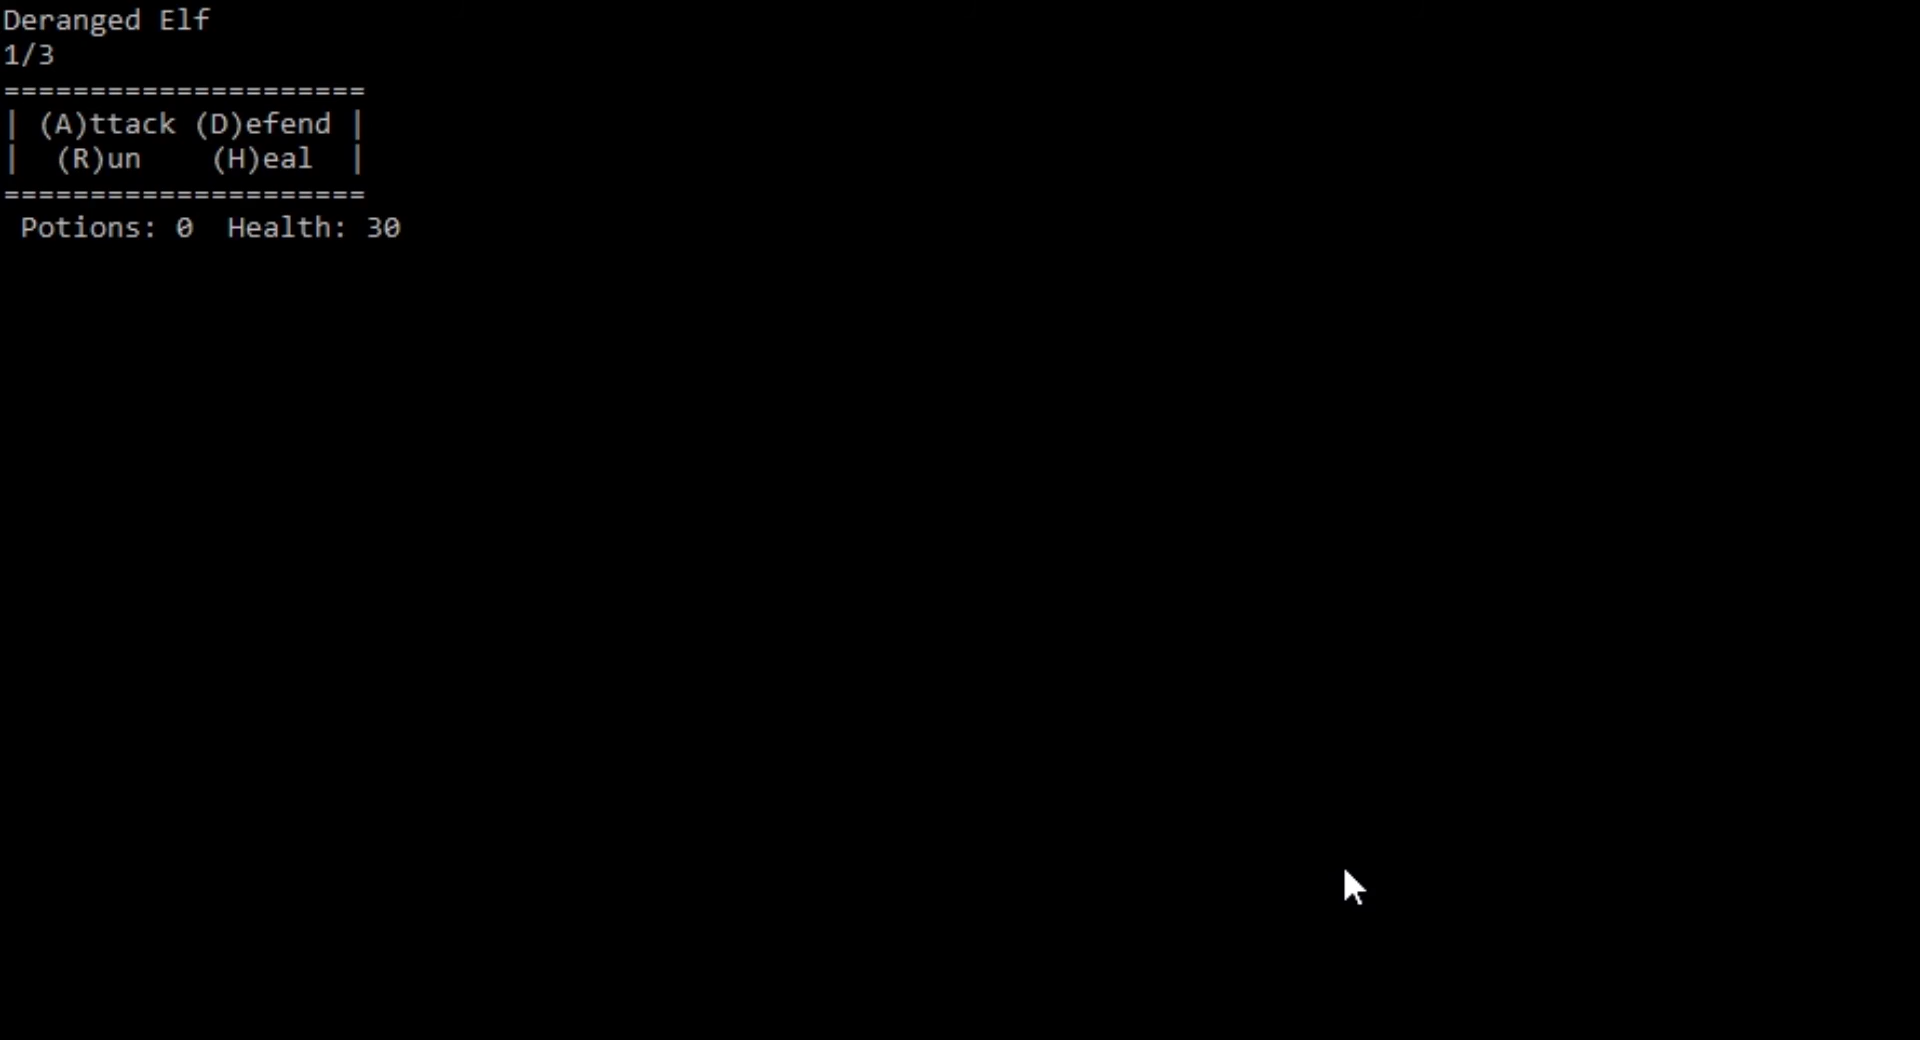 Deranged Elf
1/3
=====================
| (A)ttack (D)efend |
|  (R)un    (H)eal  |
=====================
 Potions: 0  Health: 30